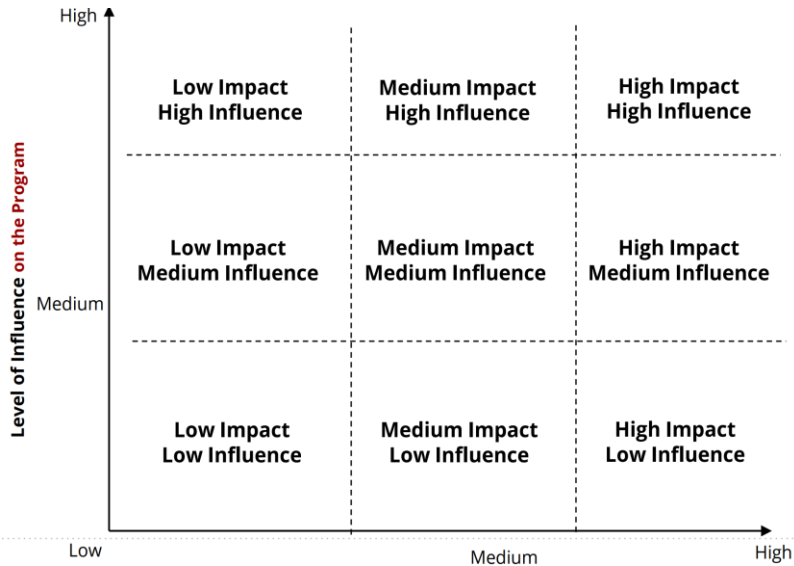 High
Low Impact
High Influence
Medium Impact
High Influence
High Impact
High Influence
Level of Influence on the Program
Low Impact
Medium Influence
Medium Impact
Medium Influence
High Impact
Medium Influence
Medium
Low Impact
Low Influence
Medium Impact
Low Influence
High Impact
Low Influence
Low
Medium
High